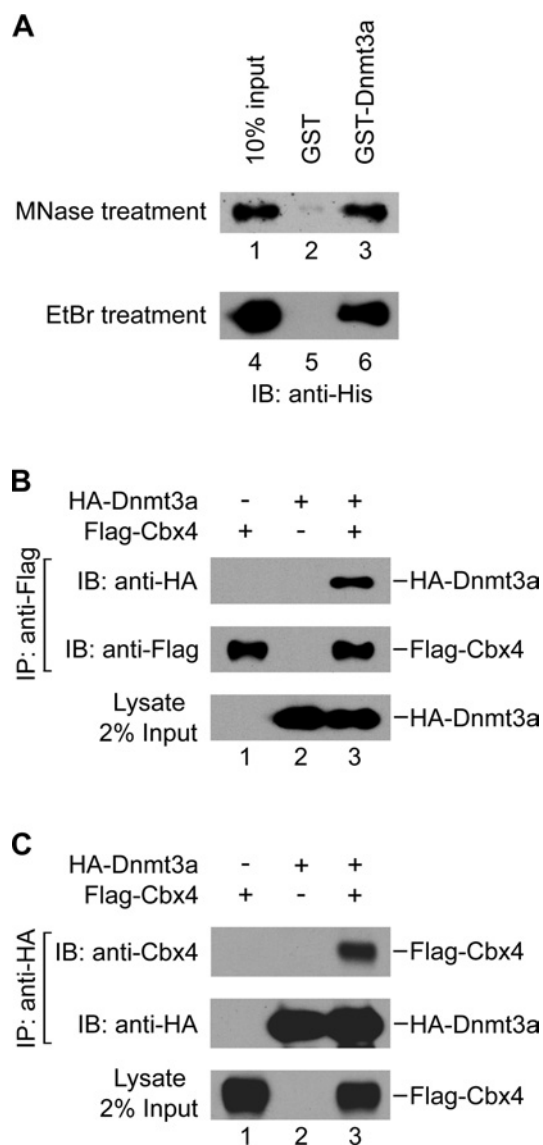 A
10% input
GST
GST-Dnmt3a
MNase treatment
1 2 3
EtBr treatment
4 5 6
IB: anti-His
B
HA-Dnmt3a - + +
Flag-Cbx4 + - +
IP: anti-Flag
IB: anti-HA HA-Dnmt3a
IB: anti-Flag Flag-Cbx4
Lysate
2% Input HA-Dnmt3a
1 2 3
C
HA-Dnmt3a - + +
Flag-Cbx4 + - +
IP: anti-HA
IB: anti-Cbx4 Flag-Cbx4
IB: anti-HA HA-Dnmt3a
Lysate
2% Input Flag-Cbx4
1 2 3